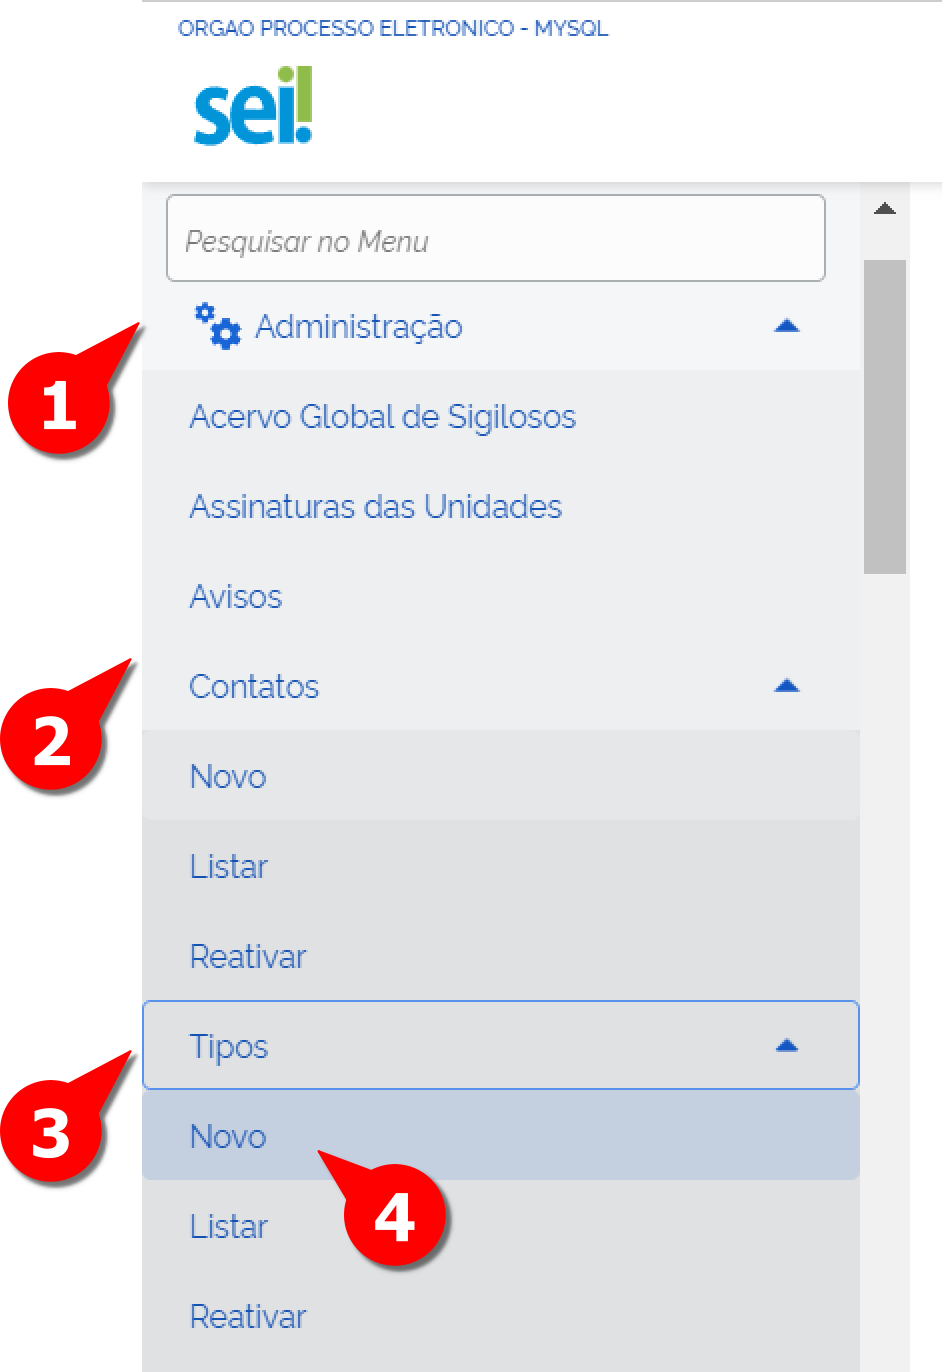 ORGAO PROCESSO ELETRONICO - MYSQL
sei!
Pesquisar no Menu
Administração
1
Acervo Global de Sigilosos
Assinaturas das Unidades
Avisos
Contatos
2
Novo
Listar
Reativar
Tipos
3
Novo
4
Listar
Reativar